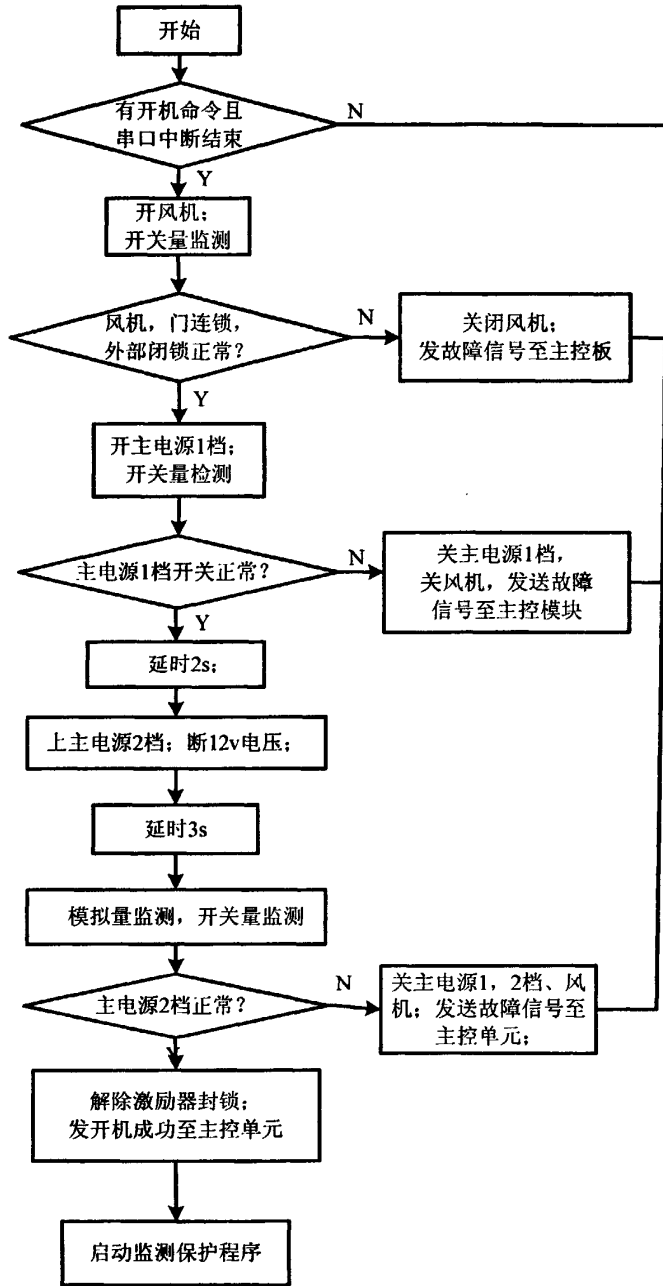 开始
有开机命令且
串口中断结束
N
Y
开风机；
开关量监测
风机，门连锁，
外部闭锁正常？
N
关闭风机；
发故障信号至主控板
Y
开主电源1档；
开关量检测
主电源1档开关正常？
N
关主电源1档，
关风机，发送故障
信号至主控模块
Y
延时2s；
上主电源2档；断12v电压；
延时3s
模拟量监测，开关量监测
主电源2档正常？
N
关主电源1，2档、风
机；发送故障信号至
主控单元；
Y
解除激励器封锁；
发开机成功至主控单元
启动监测保护程序